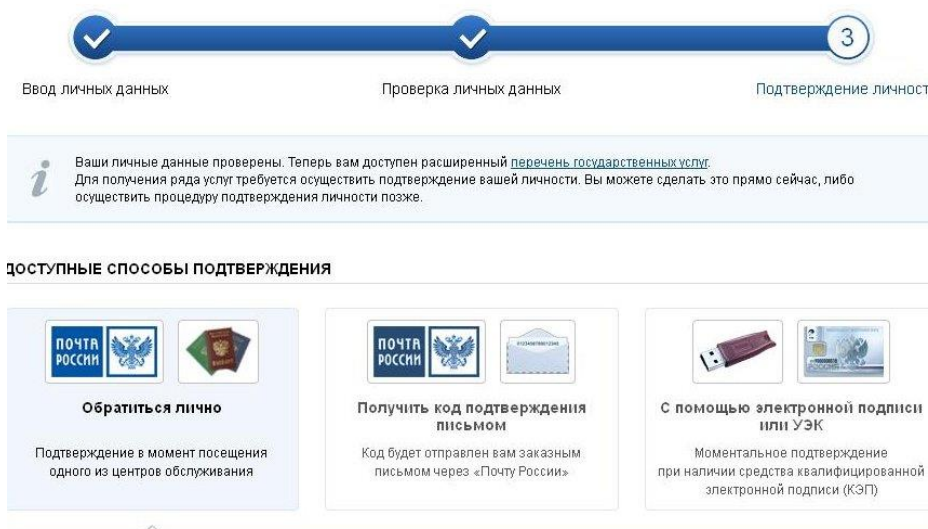 3
Ввод личных данных
Проверка личных данных
Подтверждение личност
Ваши личные данные проверены. Теперь вам доступен расширенный перечень государственных услуг.
Для получения ряда услуг требуется осуществить подтверждение вашей личности. Вы можете сделать это прямо сейчас, либо
осуществить процедуру подтверждения личности позже.
ДОСТУПНЫЕ СПОСОБЫ ПОДТВЕРЖДЕНИЯ
ПОЧТА
РОССИИ
Обратиться лично
Подтверждение в момент посещения
одного из центров обслуживания
ПОЧТА
РОССИИ
Получить код подтверждения
письмом
Код будет отправлен вам заказным
письмом через «Почту России»
С помощью электронной подписи
или УЭК
Моментальное подтверждение
при наличии средства квалифицированной
электронной подписи (КЭП)